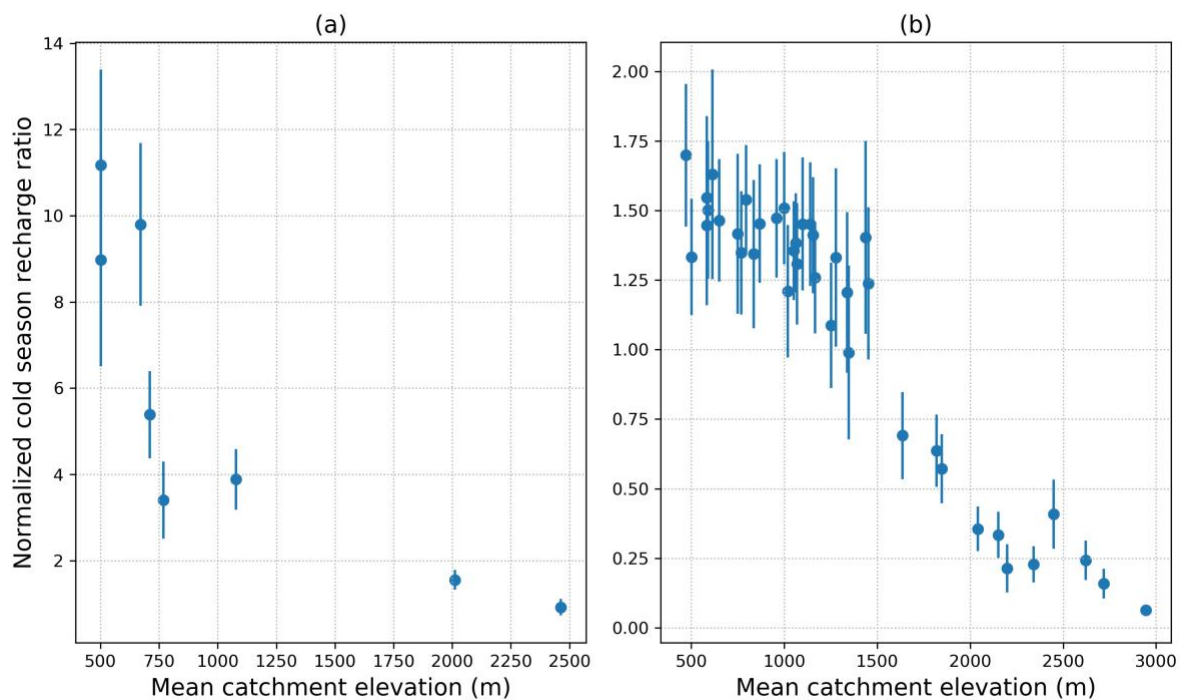 (a)
(b)
Normalized cold season recharge ratio
14
12
10
8
6
4
2
500 750 1000 1250 1500 1750 2000 2250 2500
Mean catchment elevation (m)
2.00
1.75
1.50
1.25
1.00
0.75
0.50
0.25
0.00
500 1000 1500 2000 2500 3000
Mean catchment elevation (m)